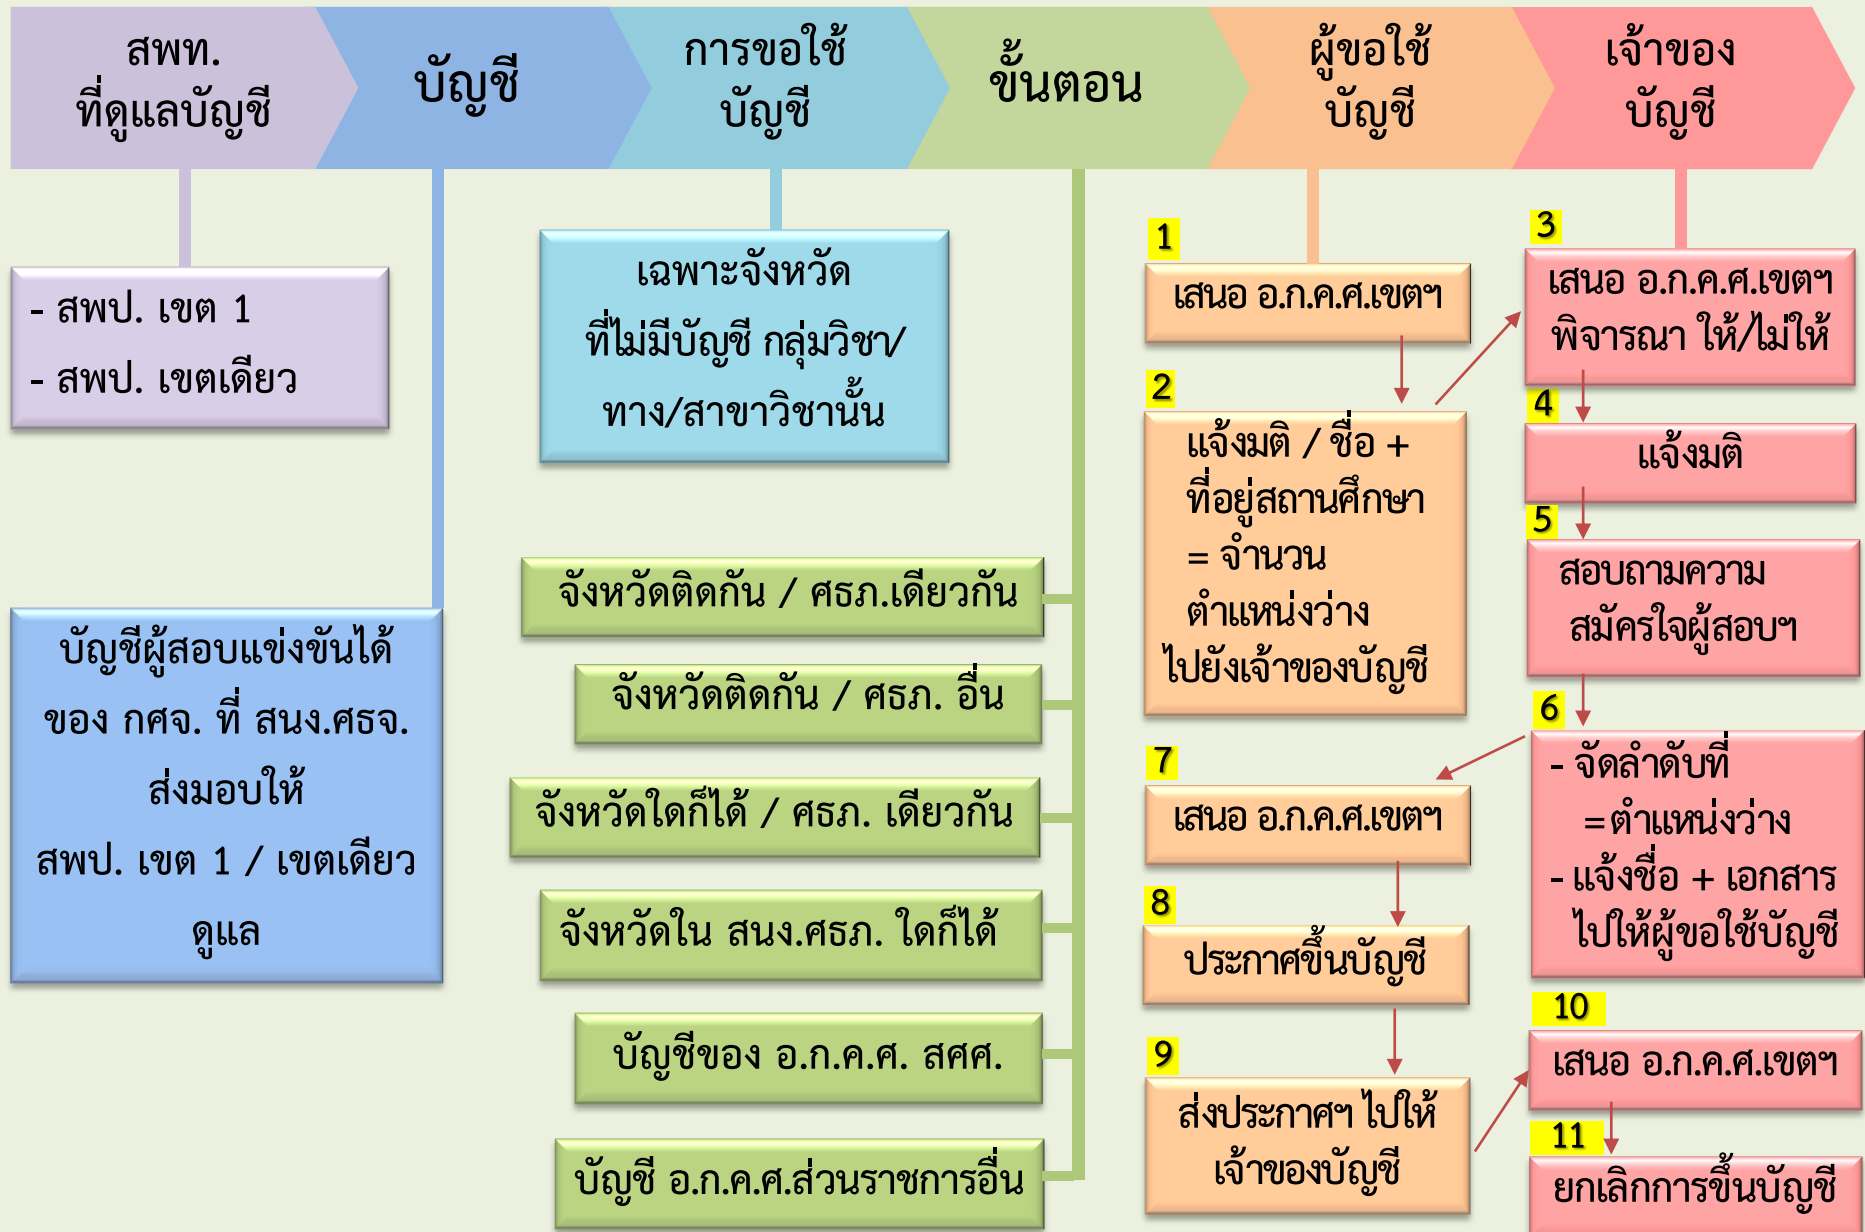 สพท.
ที่ดูแลบัญชี
บัญชี
การขอใช้
บัญชี
ขั้นตอน
ผู้ขอใช้
บัญชี
เจ้าของ
บัญชี
- สพป. เขต 1
- สพป. เขตเดียว
บัญชีผู้สอบแข่งขันได้
ของ กศจ. ที่ สนง.ศธจ.
ส่งมอบให้
สพป. เขต 1 / เขตเดียว
ดูแล
เฉพาะจังหวัด
ที่ไม่มีบัญชี กลุ่มวิชา/
ทาง/สาขาวิชานั้น
จังหวัดติดกัน / ศธภ.เดียวกัน
จังหวัดติดกัน / ศธภ. อื่น
จังหวัดใดก็ได้ / ศธภ. เดียวกัน
จังหวัดใน สนง.ศธภ. ใดก็ได้
บัญชีของ อ.ก.ค.ศ. สศศ.
บัญชี อ.ก.ค.ศ.ส่วนราชการอื่น
1
เสนอ อ.ก.ค.ศ.เขตฯ
2
แจ้งมติ / ชื่อ +
ที่อยู่สถานศึกษา
= จำนวน
ตำแหน่งว่าง
ไปยังเจ้าของบัญชี
3
เสนอ อ.ก.ค.ศ.เขตฯ
พิจารณา ให้/ไม่ให้
4
แจ้งมติ
5
สอบถามความ
สมัครใจผู้สอบฯ
6
- จัดลำดับที่
=ตำแหน่งว่าง
- แจ้งชื่อ + เอกสาร
ไปให้ผู้ขอใช้บัญชี
7
เสนอ อ.ก.ค.ศ.เขตฯ
8
ประกาศขึ้นบัญชี
9
ส่งประกาศฯ ไปให้
เจ้าของบัญชี
10
เสนอ อ.ก.ค.ศ.เขตฯ
11
ยกเลิกการขึ้นบัญชี